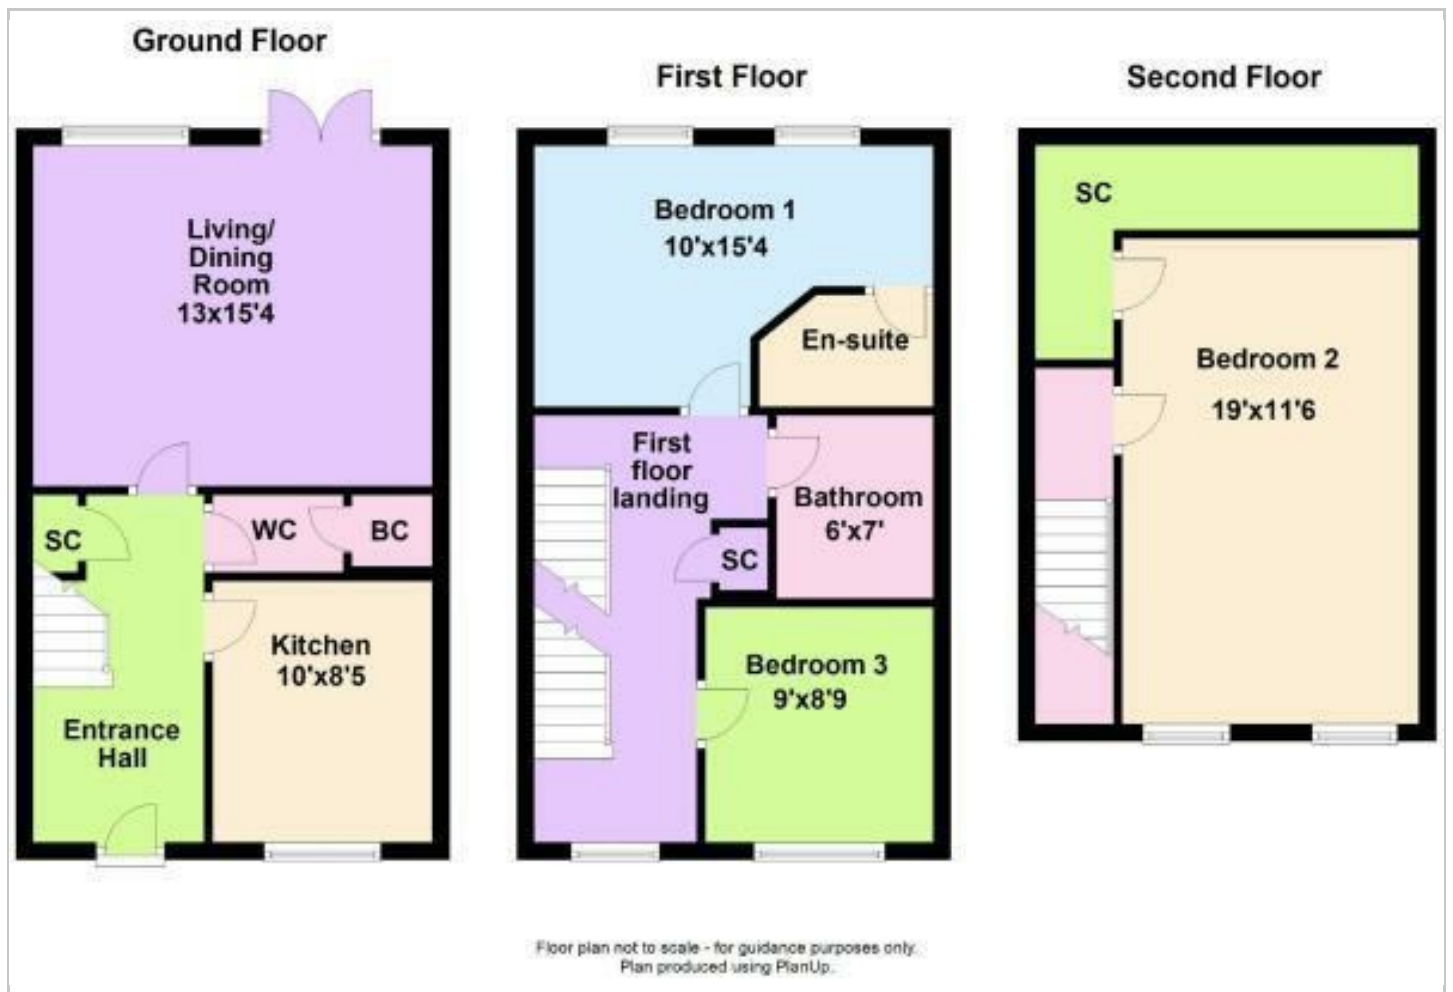 Ground Floor
Living/
Dining
Room
13x15'4
SC
WC
BC
Kitchen
10'x8'5
Entrance
Hall
First Floor
Bedroom 1
10'x15'4
En-suite
First
floor
landing
Bathroom
6'x7'
SC
Bedroom 3
9'x8'9
Second Floor
SC
Bedroom 2
19'x11'6
Floor plan not to scale - for guidance purposes only.
Plan produced using PlanUp.